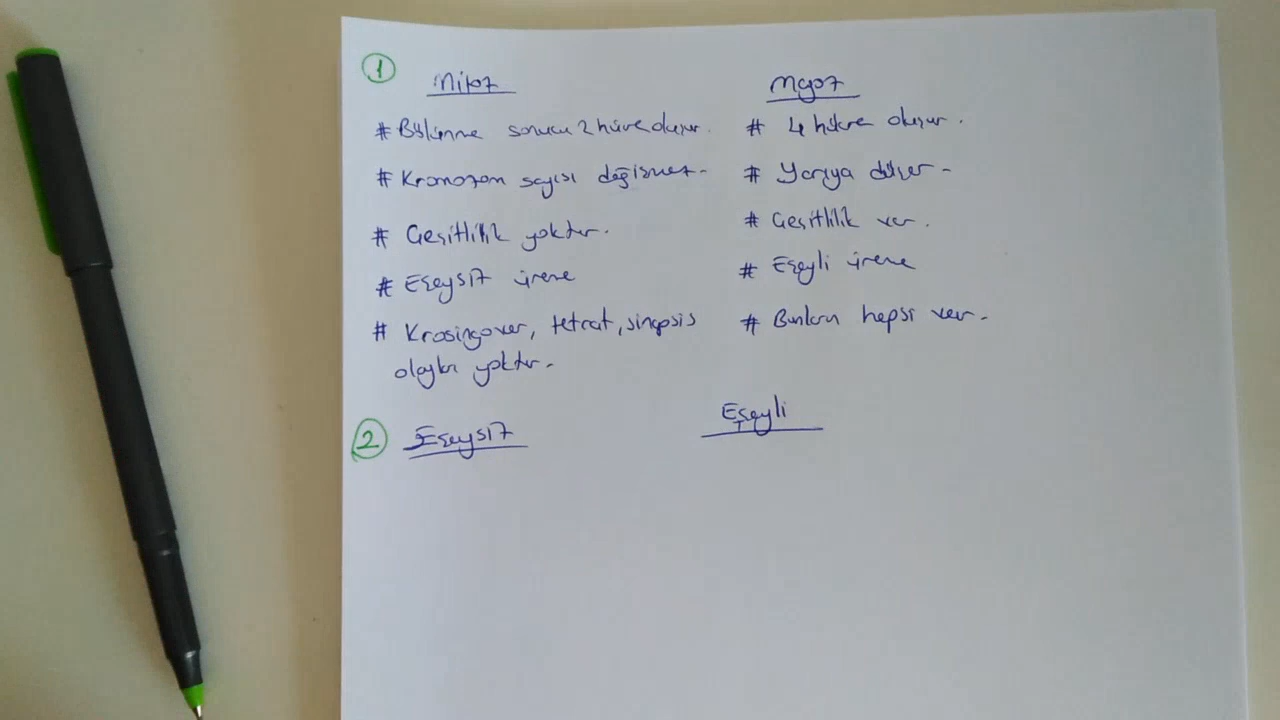 1
Mitoz Mayoz
# Bölünme sonucu 2 hücre oluşur. # 4 hücre oluşur.
# Kromozom sayısı değişmez. # Yarıya düşer.
# Çeşitlilik yoktur. # Çeşitlilik var.
# Eşeysiz üreme # Eşeyli üreme
# Krosingover, tetrat, sinapsis # Bunların hepsi var.
olayları yoktur.
2 Eşeysiz Eşeyli